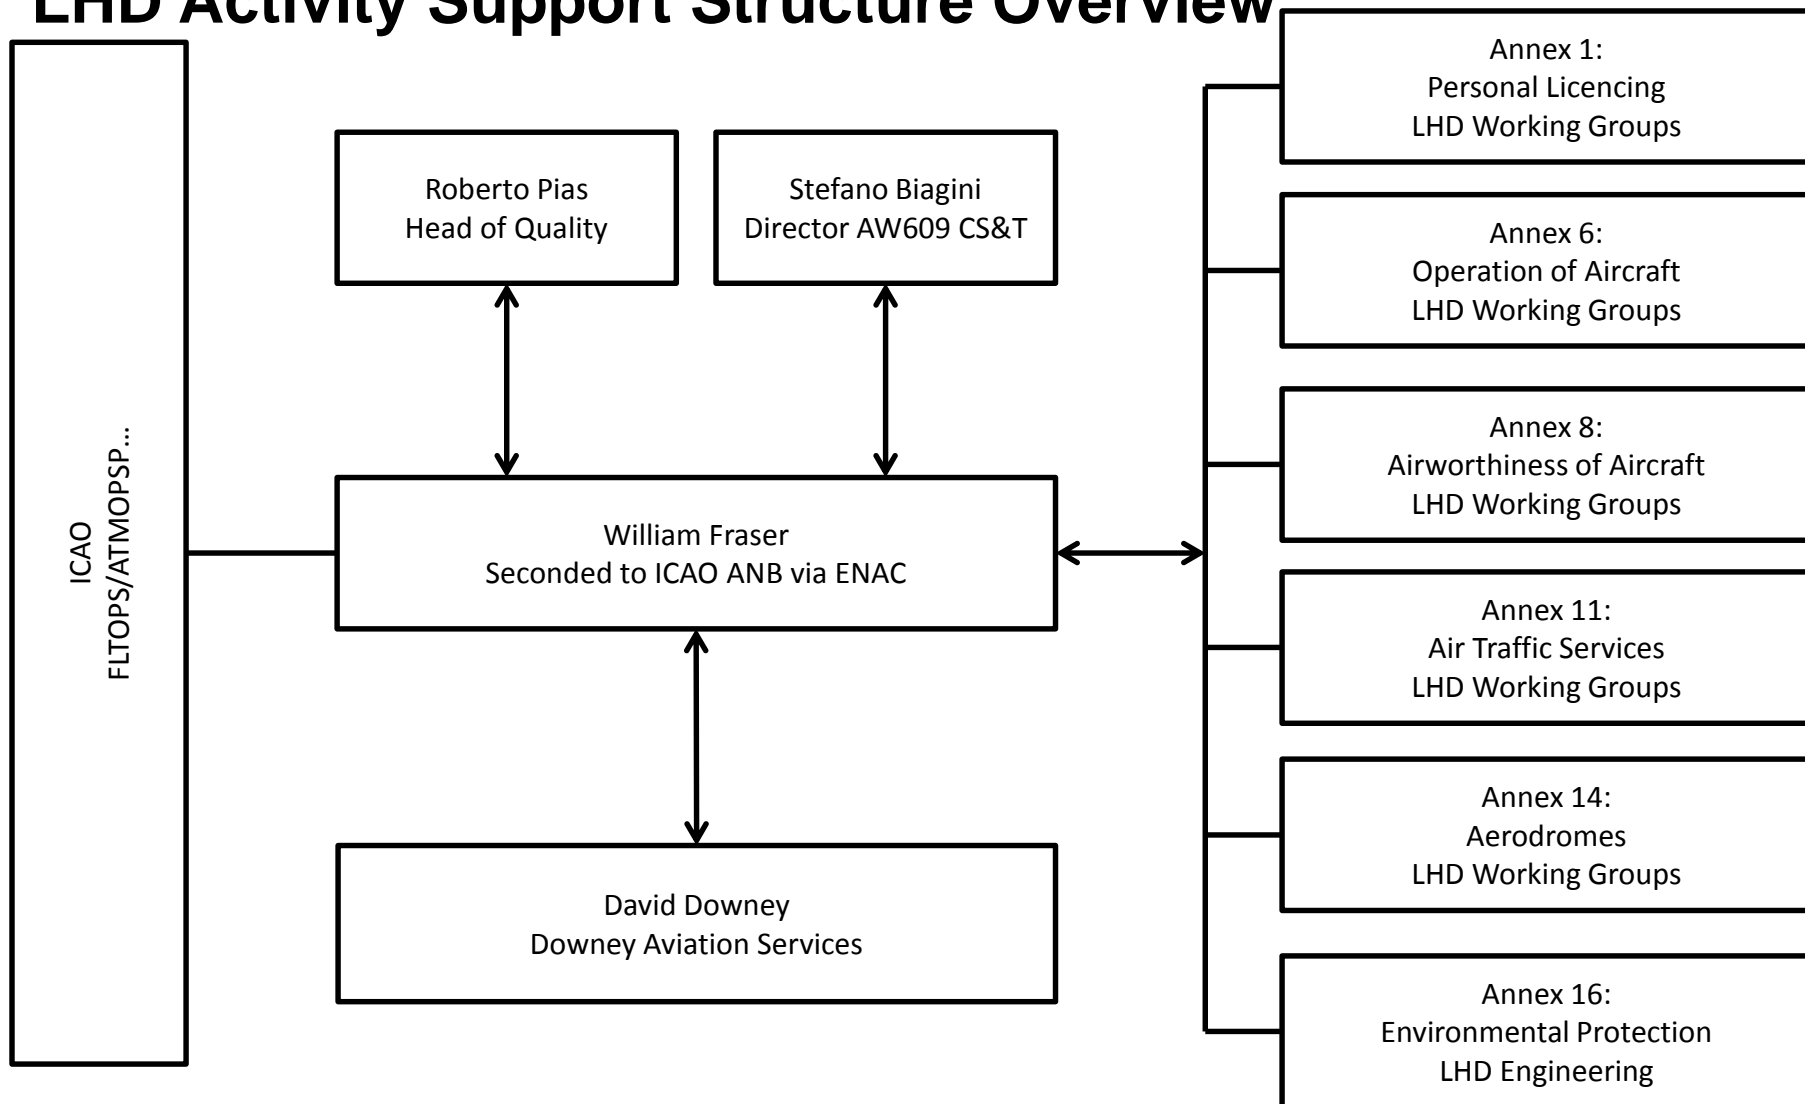 LHD Activity Support Structure Overview
ICAO
FLTOPS/ATMOPSP...
Roberto Pias
Head of Quality
Stefano Biagini
Director AW609 CS&T
William Fraser
Seconded to ICAO ANB via ENAC
David Downey
Downey Aviation Services
Annex 1:
Personal Licencing
LHD Working Groups
Annex 6:
Operation of Aircraft
LHD Working Groups
Annex 8:
Airworthiness of Aircraft
LHD Working Groups
Annex 11:
Air Traffic Services
LHD Working Groups
Annex 14:
Aerodromes
LHD Working Groups
Annex 16:
Environmental Protection
LHD Engineering